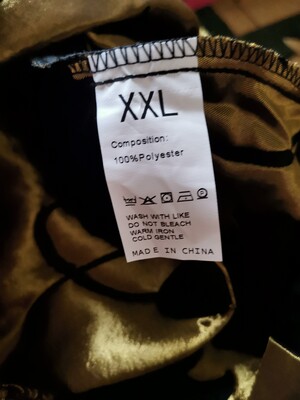 XXL
Composition:
100%Polyester
WASH WITH LIKE
DO NOT BLEACH
WARM IRON
COLD GENTLE
MADE IN CHINA